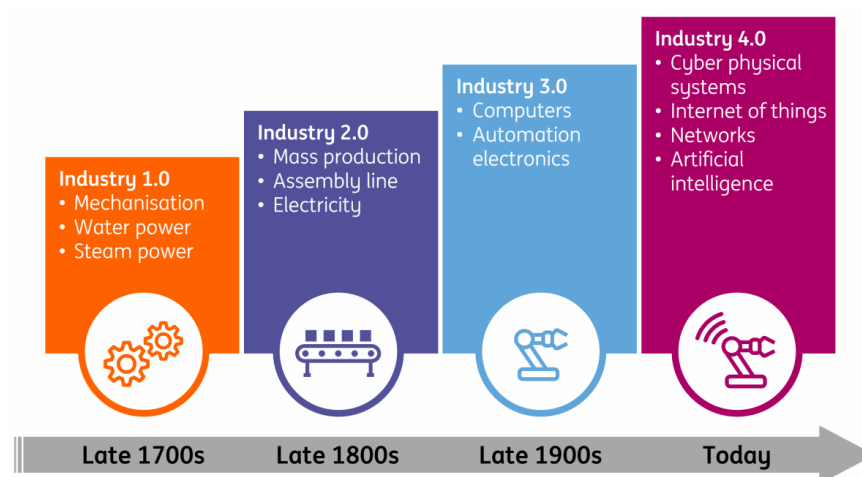 Industry 1.0
• Mechanisation
• Water power
• Steam power
Industry 2.0
• Mass production
• Assembly line
• Electricity
Industry 3.0
• Computers
• Automation
electronics
Industry 4.0
• Cyber physical
systems
• Internet of things
• Networks
• Artificial
intelligence
Late 1700s
Late 1800s
Late 1900s
Today